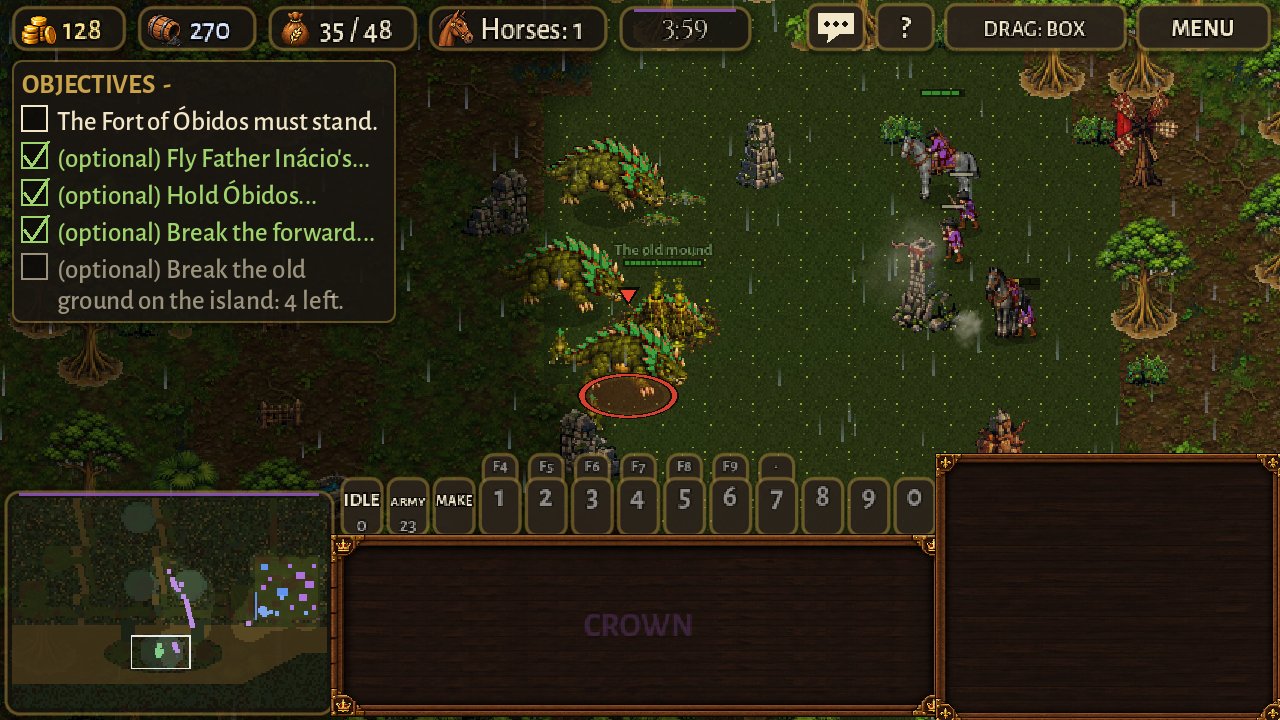 128
270
35 / 48
Horses: 1
3:59
?
DRAG: BOX
MENU
OBJECTIVES -
The Fort of Óbidos must stand.
(optional) Fly Father Inácio's...
(optional) Hold Óbidos...
(optional) Break the forward...
(optional) Break the old
ground on the island: 4 left.
The old mound
F4 F5 F6 F7 F8 F9 .
IDLE ARMY MAKE 1 2 3 4 5 6 7 8 9 0
0 23
CROWN